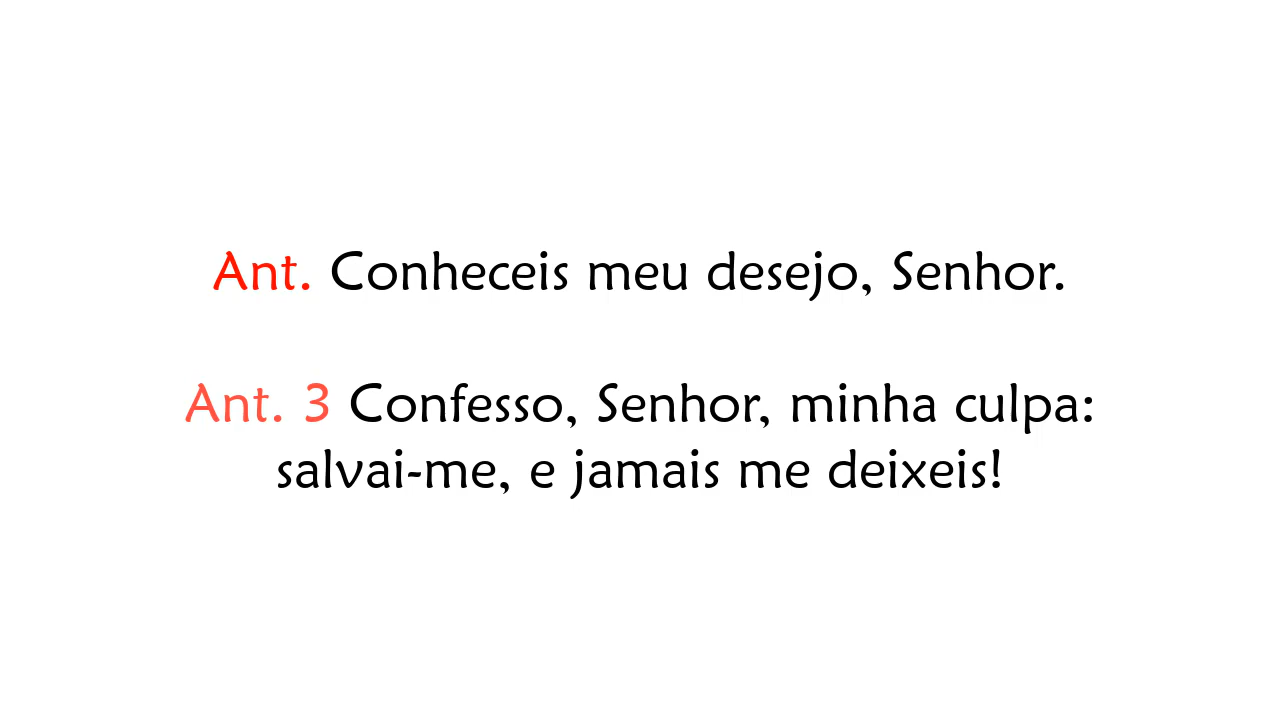 Ant. Conheceis meu desejo, Senhor.
Ant. 3 Confesso, Senhor, minha culpa:
salvai-me, e jamais me deixeis!